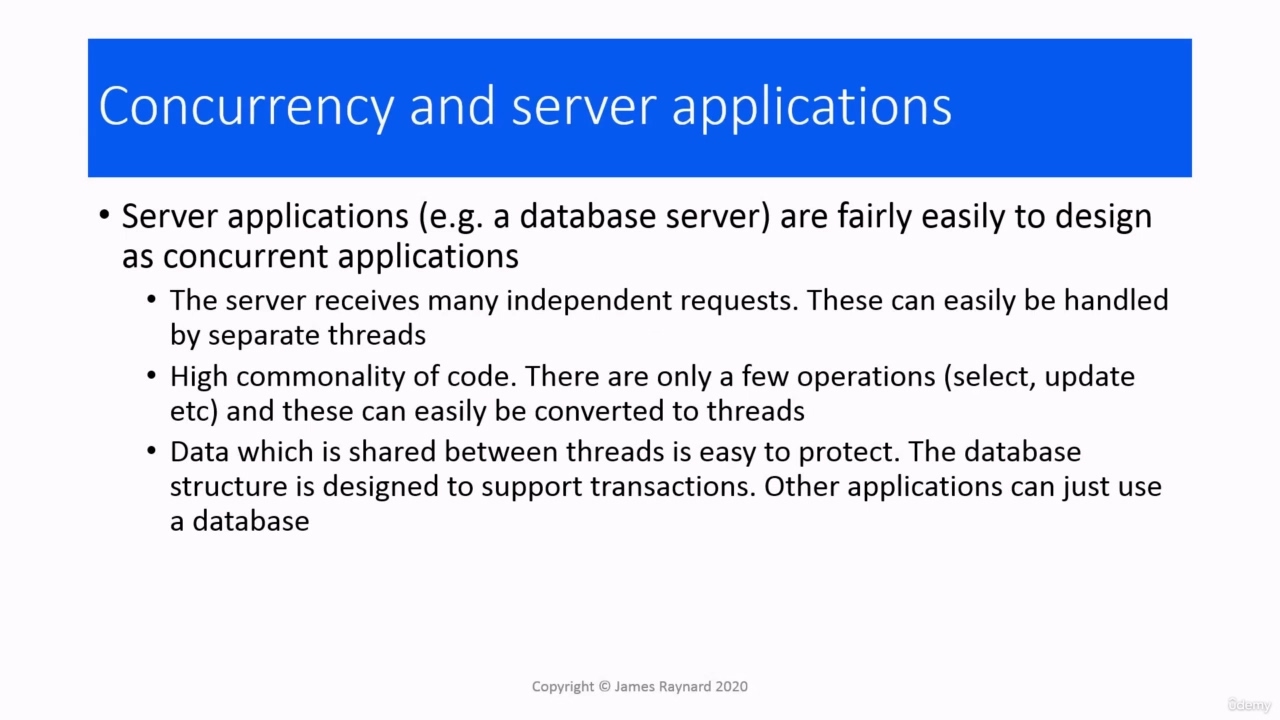 Concurrency and server applications
• Server applications (e.g. a database server) are fairly easily to design
as concurrent applications
• The server receives many independent requests. These can easily be handled
by separate threads
• High commonality of code. There are only a few operations (select, update
etc) and these can easily be converted to threads
• Data which is shared between threads is easy to protect. The database
structure is designed to support transactions. Other applications can just use
a database
Copyright © James Raynard 2020
ûdemy